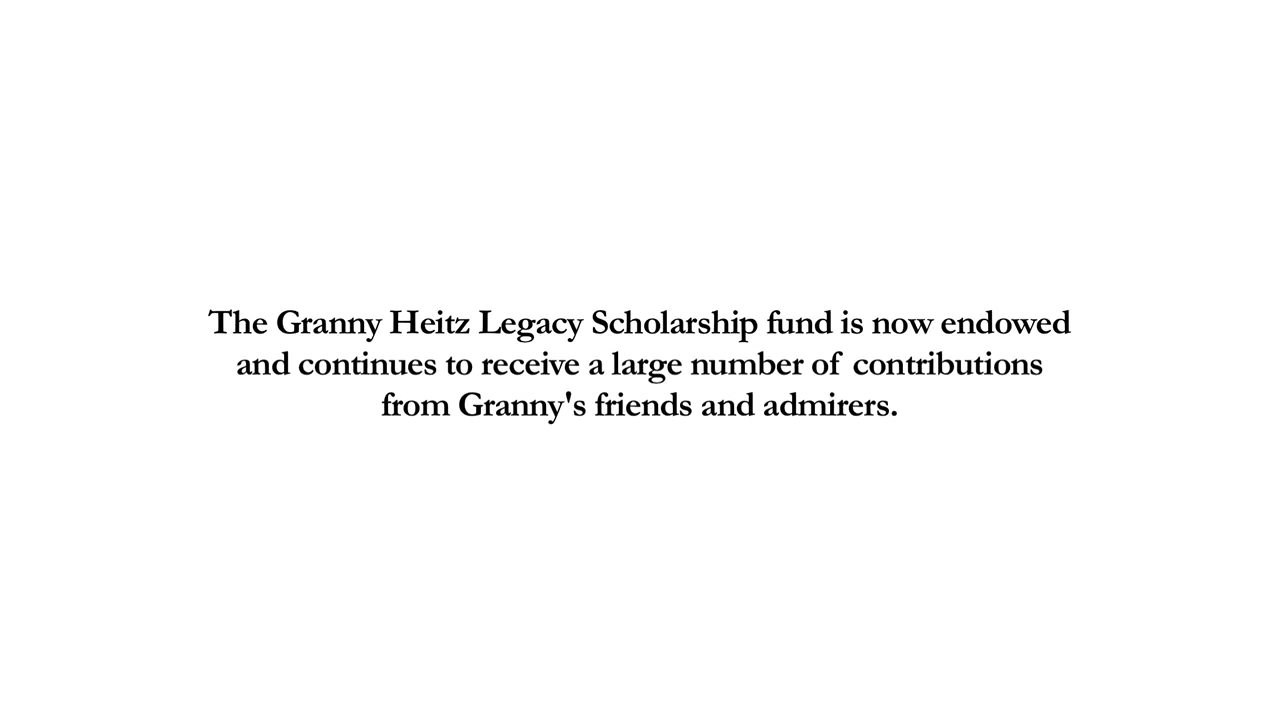 The Granny Heitz Legacy Scholarship fund is now endowed
and continues to receive a large number of contributions
from Granny's friends and admirers.